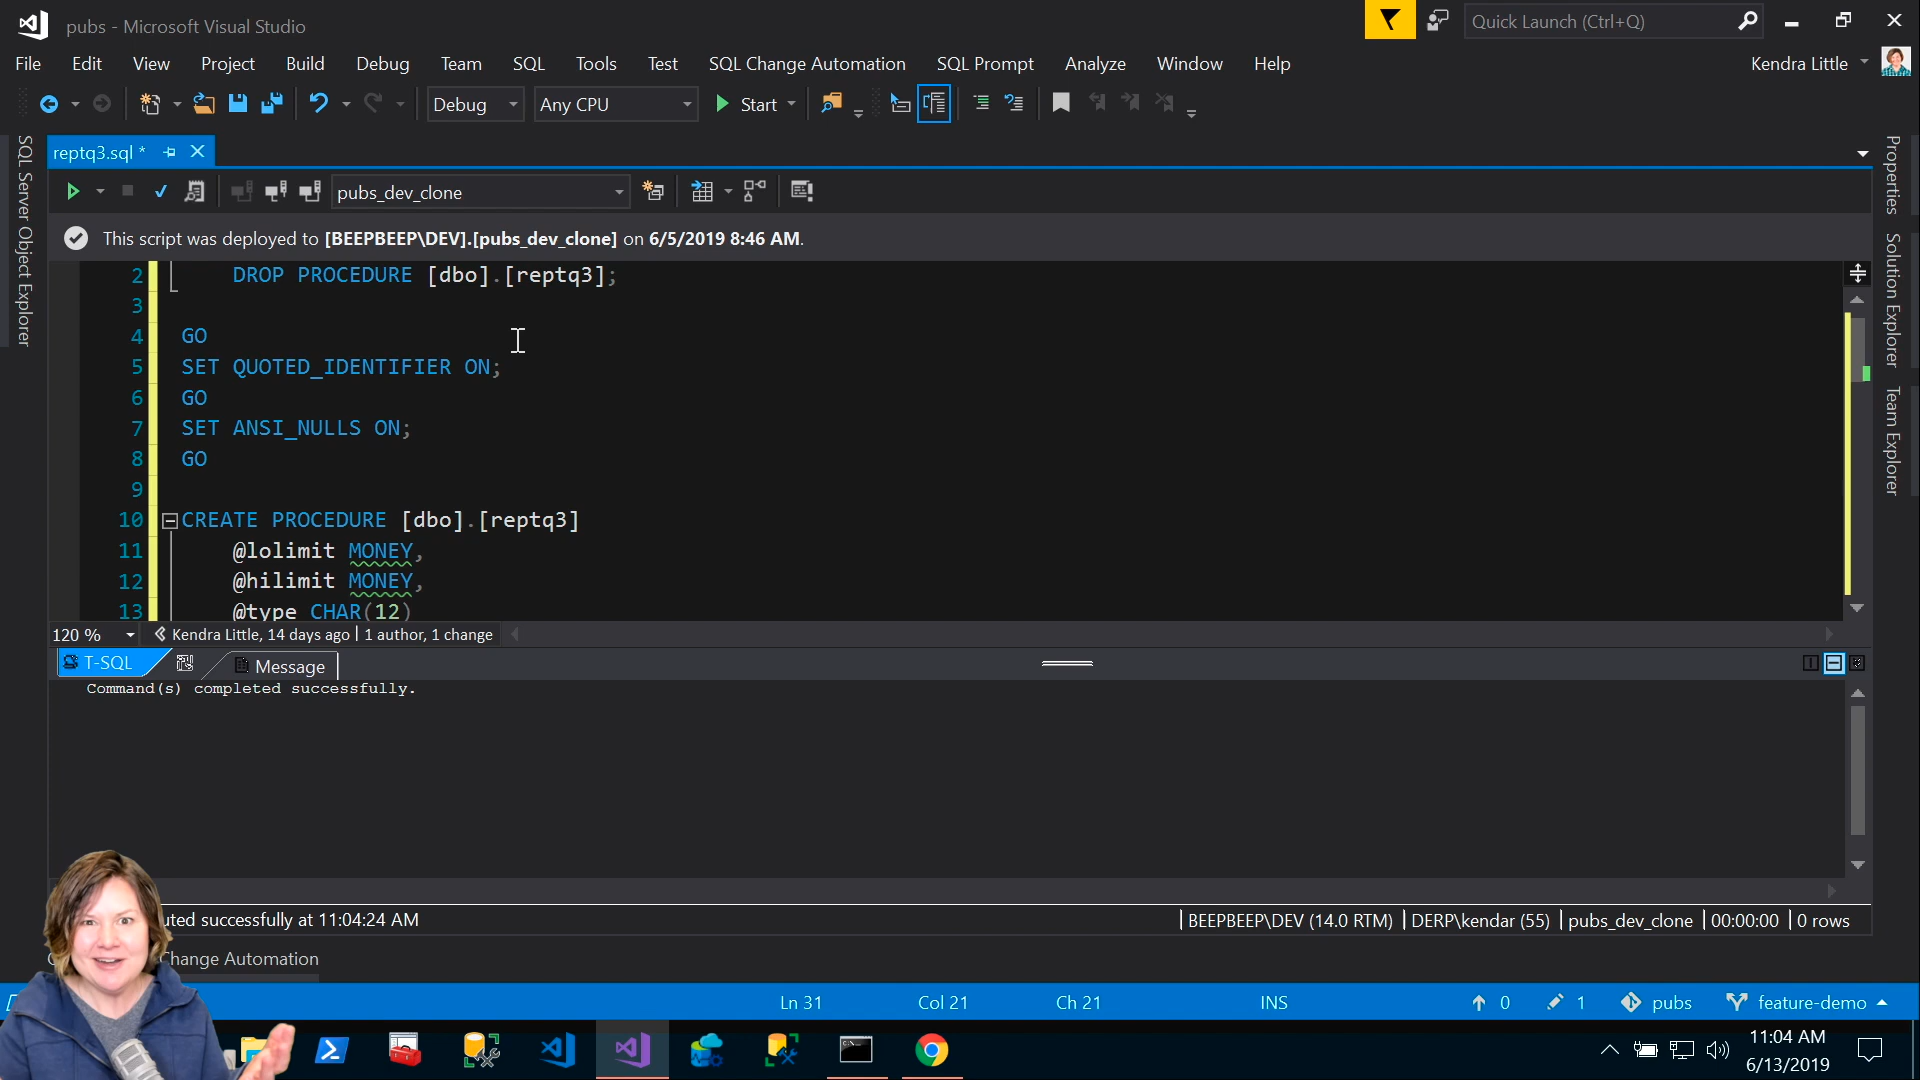 pubs - Microsoft Visual Studio
Quick Launch (Ctrl+Q)
File Edit View Project Build Debug Team SQL Tools Test SQL Change Automation SQL Prompt Analyze Window Help
Kendra Little
Debug Any CPU Start
SQL Server Object Explorer
reptq3.sql *
pubs_dev_clone
This script was deployed to [BEEPBEEP\DEV].[pubs_dev_clone] on 6/5/2019 8:46 AM.
2 DROP PROCEDURE [dbo].[reptq3];
3
4 GO
5 SET QUOTED_IDENTIFIER ON;
6 GO
7 SET ANSI_NULLS ON;
8 GO
9
10 CREATE PROCEDURE [dbo].[reptq3]
11 @lolimit MONEY,
12 @hilimit MONEY,
13 @type CHAR(12)
120 % Kendra Little, 14 days ago | 1 author, 1 change
T-SQL Message
Command(s) completed successfully.
Properties
Solution Explorer
Team Explorer
uted successfully at 11:04:24 AM
BEEPBEEP\DEV (14.0 RTM) DERP\kendar (55) pubs_dev_clone 00:00:00 0 rows
Change Automation
Ln 31 Col 21 Ch 21 INS 0 1 pubs feature-demo
11:04 AM
6/13/2019